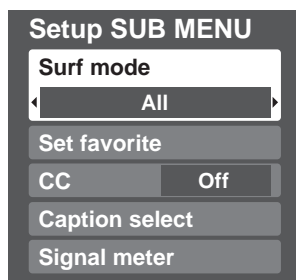 Setup SUB MENU
Surf mode
All
Set favorite
CC Off
Caption select
Signal meter